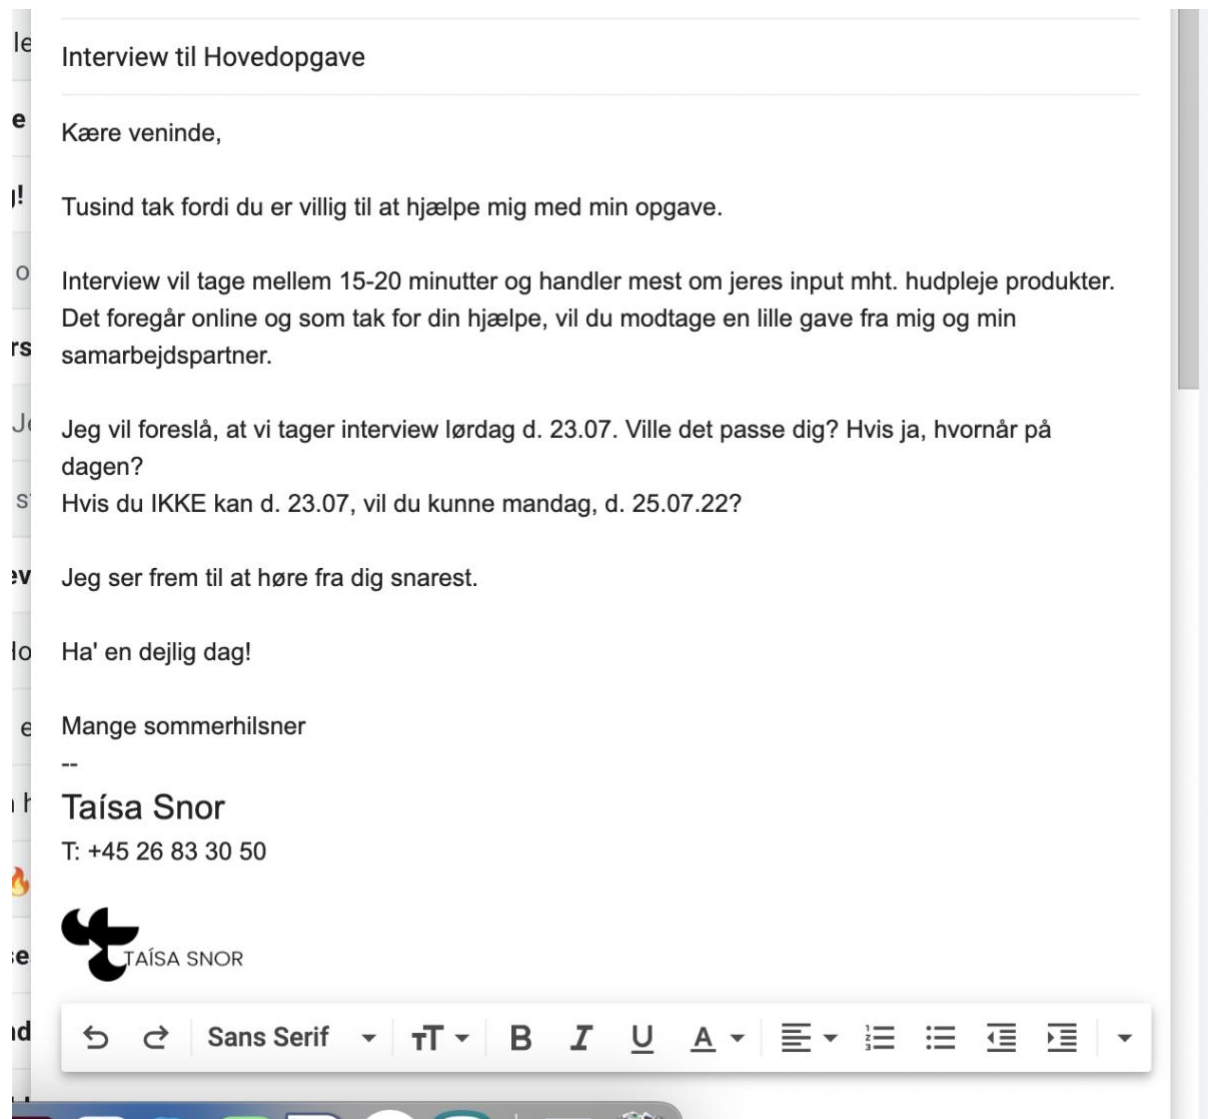 Interview til Hovedopgave
Kære veninde,
Tusind tak fordi du er villig til at hjælpe mig med min opgave.
Interview vil tage mellem 15-20 minutter og handler mest om jeres input mht. hudpleje produkter.
Det foregår online og som tak for din hjælpe, vil du modtage en lille gave fra mig og min
samarbejdspartner.
Jeg vil foreslå, at vi tager interview lørdag d. 23.07. Ville det passe dig? Hvis ja, hvornår på
dagen?
Hvis du IKKE kan d. 23.07, vil du kunne mandag, d. 25.07.22?
Jeg ser frem til at høre fra dig snarest.
Ha' en dejlig dag!
Mange sommerhilsner
--
Taísa Snor
T: +45 26 83 30 50
TAÍSA SNOR
Sans Serif